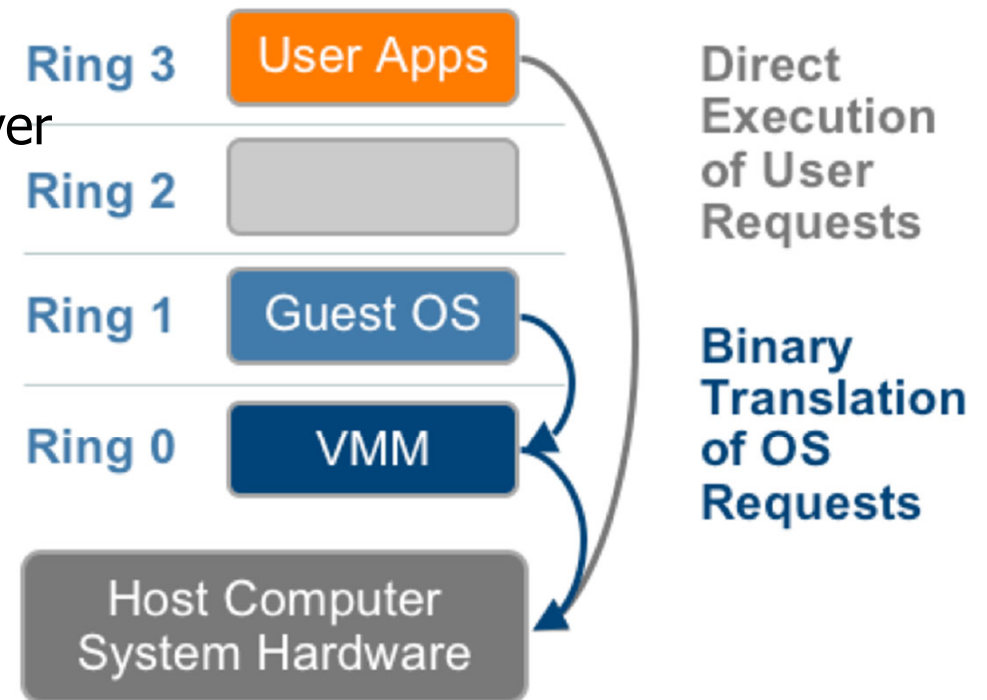 Ring 3
User Apps
ver
Ring 2
Ring 1
Guest OS
Ring 0
VMM
Host Computer
System Hardware
Direct
Execution
of User
Requests
Binary
Translation
of OS
Requests